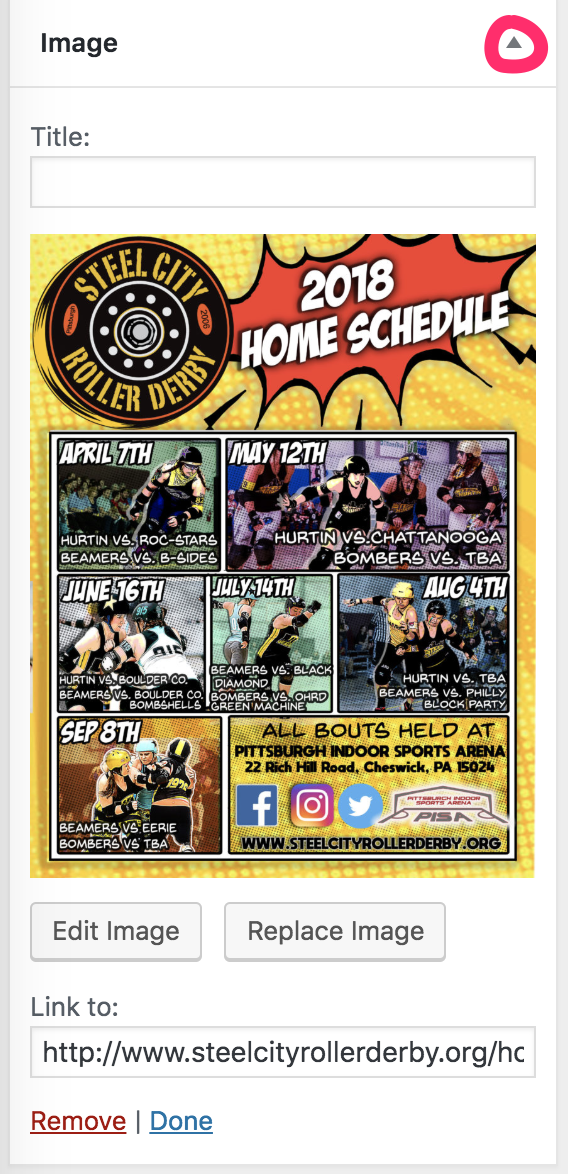 Image
Title:
STEEL CITY
Pittsburgh
2006
ROLLER DERBY
2018
HOME SCHEDULE
APRIL 7TH
HURTIN VS. ROC-STARS
BEAMERS VS. B-SIDES
MAY 12TH
HURTIN VS.CHATTANOOGA
BOMBERS VS. TBA
JUNE 16TH
HURTIN VS. BOULDER CO.
BEAMERS VS. BOULDER CO.
BOMBSHELLS
JULY 14TH
BEAMERS VS. BLACK
DIAMOND
BOMBERS VS. OHRD
GREEN MACHINE
AUG 4TH
HURTIN VS. TBA
BEAMERS VS. PHILLY
BLOCK PARTY
SEP 8TH
BEAMERS VS EERIE
BOMBERS VS TBA
ALL BOUTS HELD AT
PITTSBURGH INDOOR SPORTS ARENA
22 Rich Hill Road, Cheswick, PA 15024
PITTSBURGH INDOOR
SPORTS ARENA
PISA
WWW.STEELCITYROLLERDERBY.ORG
Edit Image
Replace Image
Link to:
http://www.steelcityrollerderby.org/ho
Remove | Done